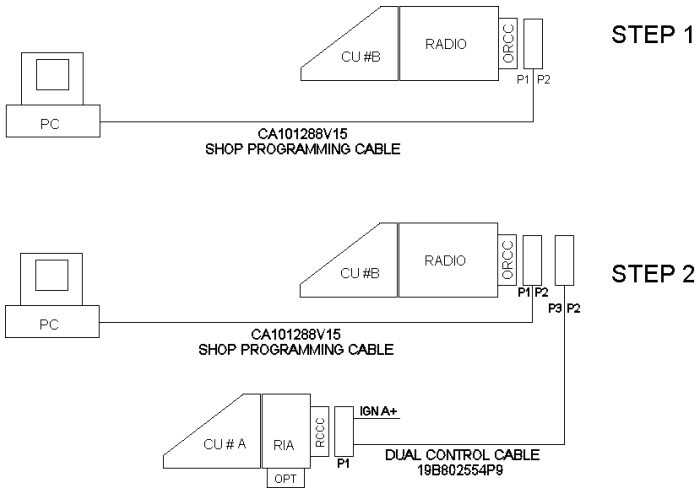 STEP 1
CU #B
RADIO
ORCC
P1 P2
PC
CA101288V15
SHOP PROGRAMMING CABLE
STEP 2
CU #B
RADIO
ORCC
P1 P2
P3 P2
PC
CA101288V15
SHOP PROGRAMMING CABLE
CU # A
RIA
RCCC
IGN A+
P1
OPT
DUAL CONTROL CABLE
19B802554P9